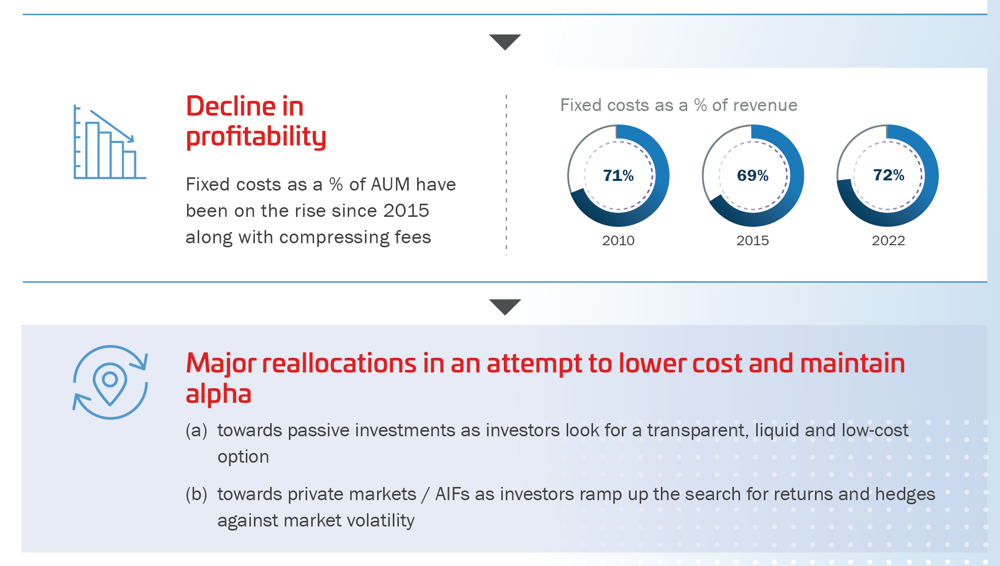 Decline in
profitability
Fixed costs as a % of AUM have
been on the rise since 2015
along with compressing fees
Fixed costs as a % of revenue
71%
69%
72%
2010
2015
2022
Major reallocations in an attempt to lower cost and maintain
alpha
(a) towards passive investments as investors look for a transparent, liquid and low-cost
option
(b) towards private markets / AIFs as investors ramp up the search for returns and hedges
against market volatility